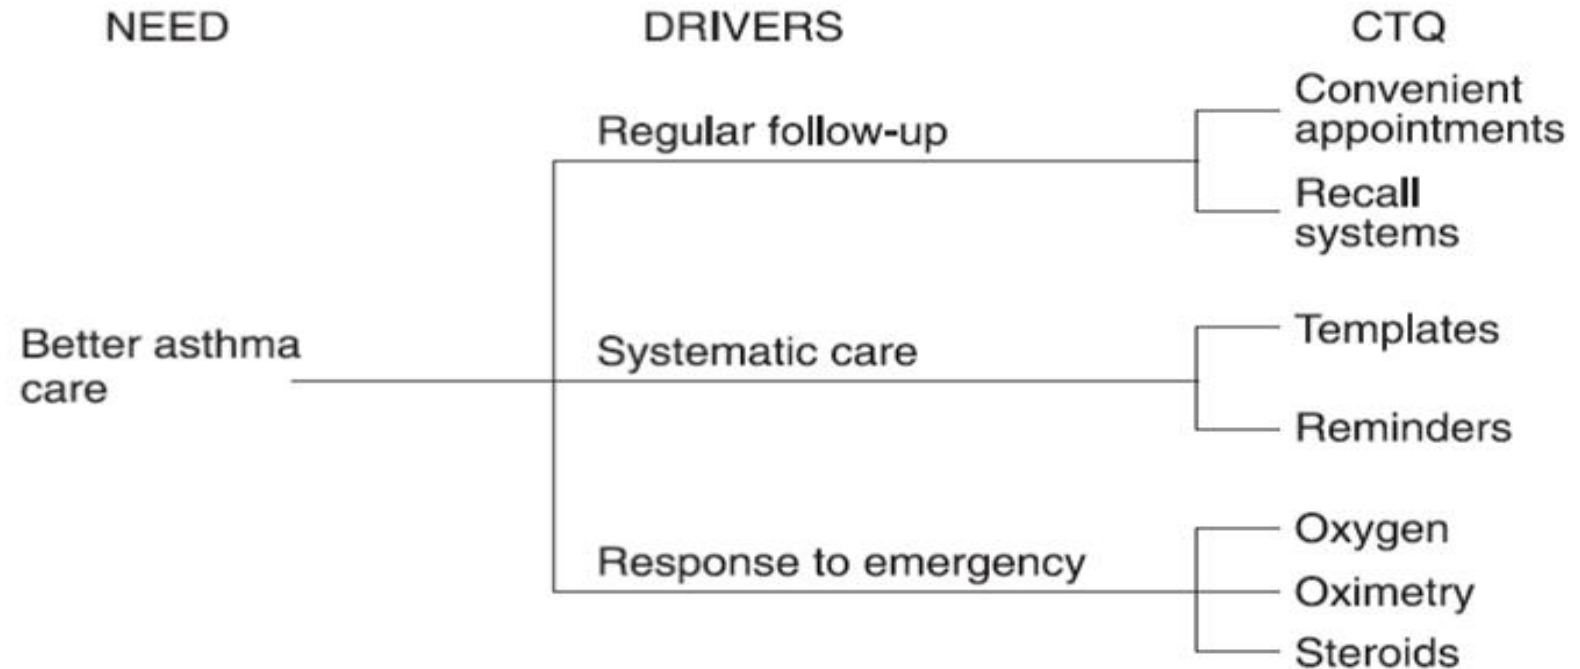 NEED
DRIVERS
CTQ
Better asthma
care
Regular follow-up
Convenient
appointments
Recall
systems
Systematic care
Templates
Reminders
Response to emergency
Oxygen
Oximetry
Steroids